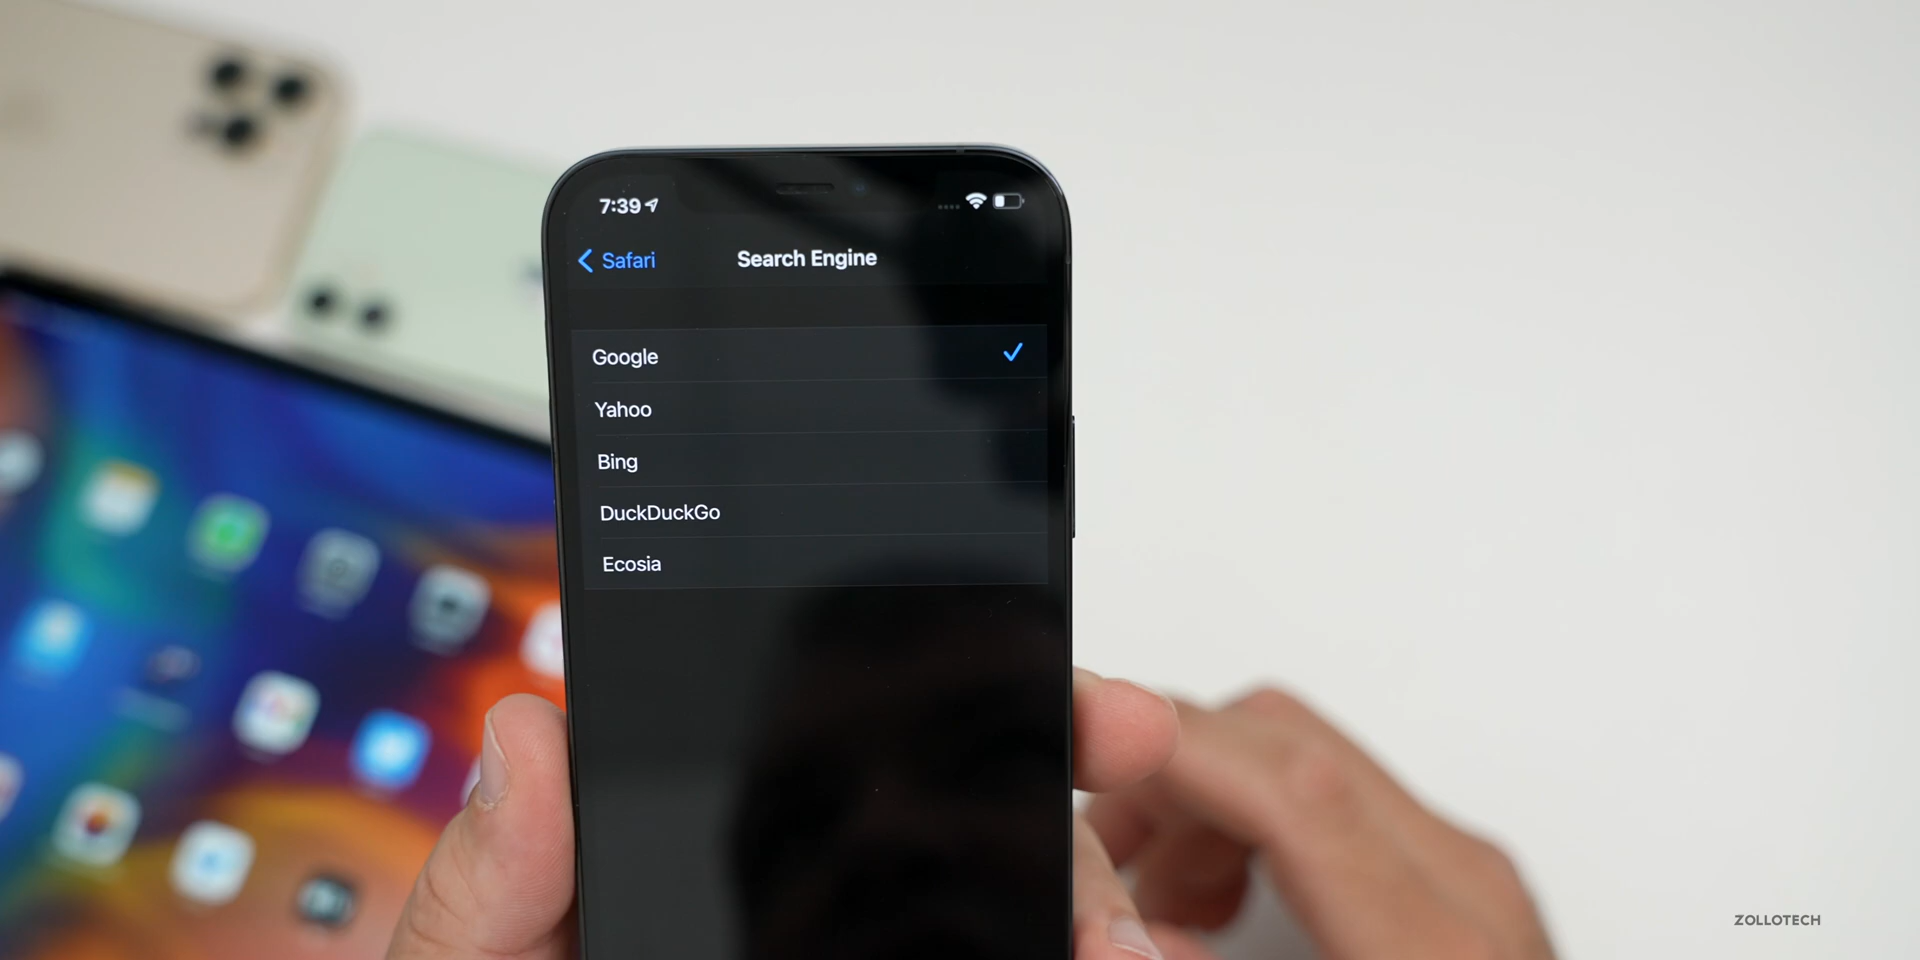 7:39
Safari
Search Engine
Google
Yahoo
Bing
DuckDuckGo
Ecosia
ZOLLOTECH